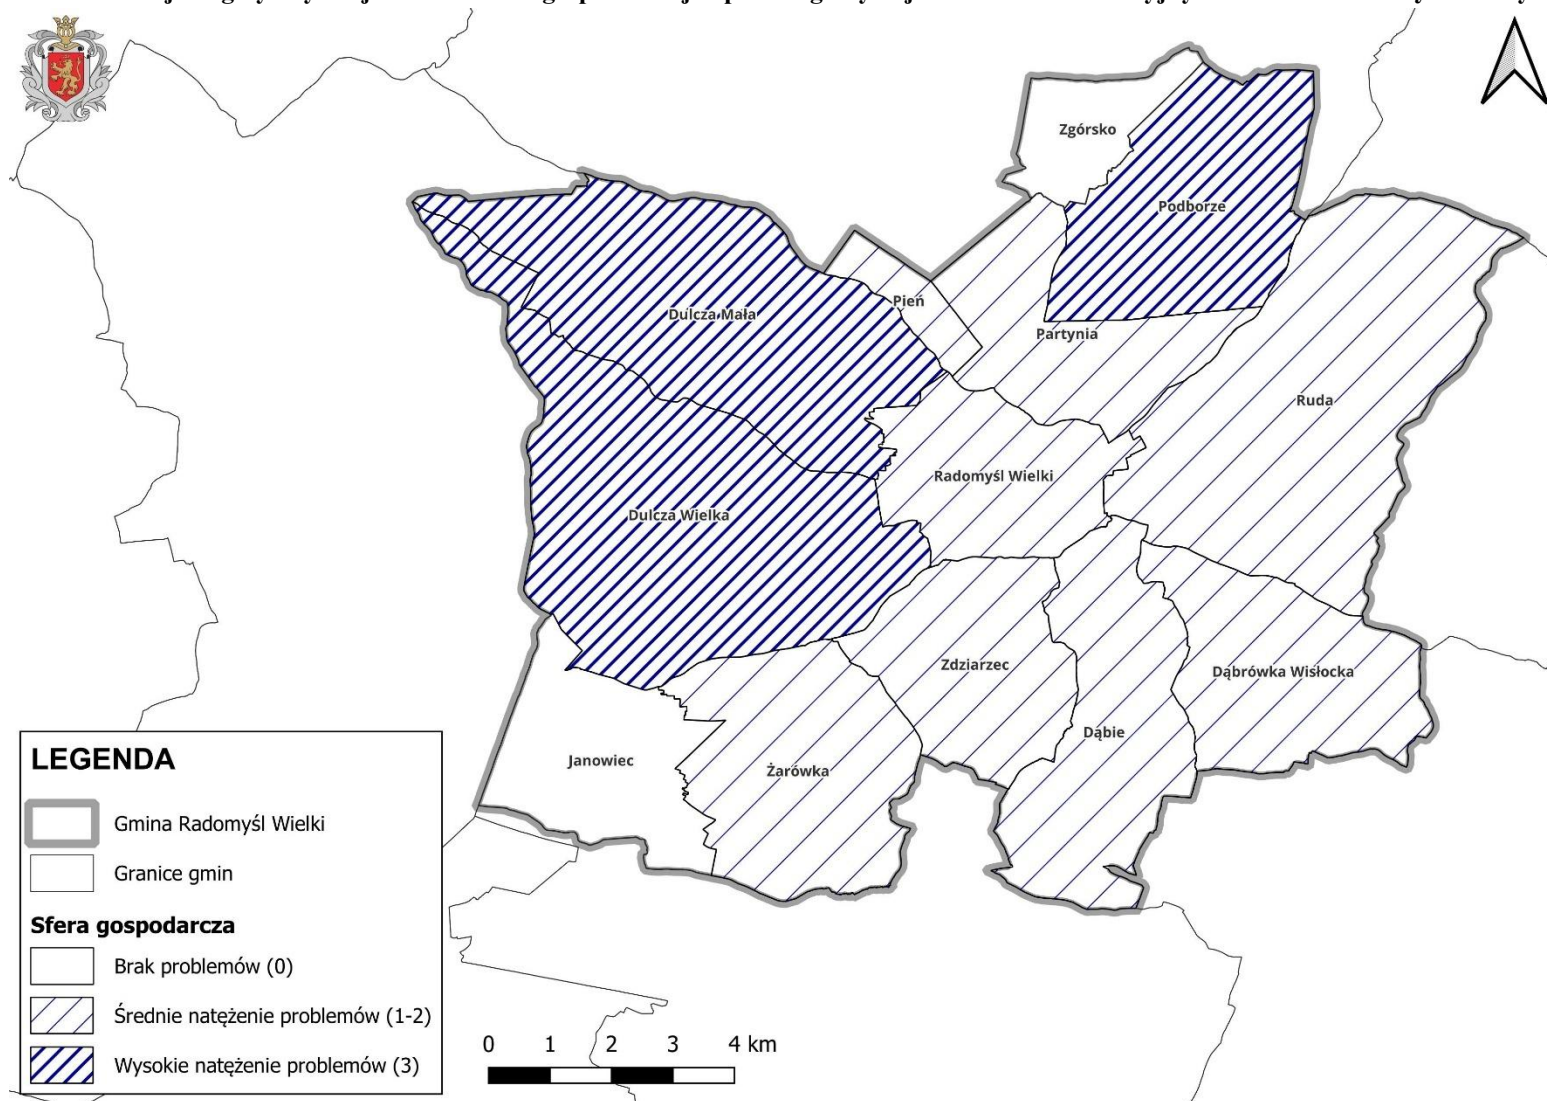 Zgórsko
Podborze
Pień
Dulcza Mała
Partynia
Ruda
Radomyśl Wielki
Dulcza Wielka
Zdziarzec
Dąbrówka Wisłocka
Dąbie
Janowiec
Żarówka
LEGENDA
Gmina Radomyśl Wielki
Granice gmin
Sfera gospodarcza
Brak problemów (0)
Średnie natężenie problemów (1-2)
Wysokie natężenie problemów (3)
0 1 2 3 4 km